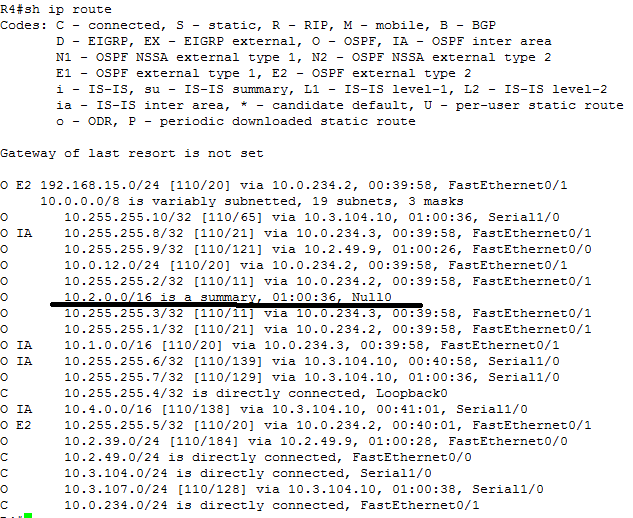 R4#sh ip route
Codes: C - connected, S - static, R - RIP, M - mobile, B - BGP
D - EIGRP, EX - EIGRP external, O - OSPF, IA - OSPF inter area
N1 - OSPF NSSA external type 1, N2 - OSPF NSSA external type 2
E1 - OSPF external type 1, E2 - OSPF external type 2
i - IS-IS, su - IS-IS summary, L1 - IS-IS level-1, L2 - IS-IS level-2
ia - IS-IS inter area, * - candidate default, U - per-user static route
o - ODR, P - periodic downloaded static route
Gateway of last resort is not set
O E2 192.168.15.0/24 [110/20] via 10.0.234.2, 00:39:58, FastEthernet0/1
10.0.0.0/8 is variably subnetted, 19 subnets, 3 masks
O 10.255.255.10/32 [110/65] via 10.3.104.10, 01:00:36, Serial1/0
O IA 10.255.255.8/32 [110/21] via 10.0.234.3, 00:39:58, FastEthernet0/1
O 10.255.255.9/32 [110/121] via 10.2.49.9, 01:00:26, FastEthernet0/0
O 10.0.12.0/24 [110/20] via 10.0.234.2, 00:39:58, FastEthernet0/1
O 10.255.255.2/32 [110/11] via 10.0.234.2, 00:39:58, FastEthernet0/1
O 10.2.0.0/16 is a summary, 01:00:36, Null0
O 10.255.255.3/32 [110/11] via 10.0.234.3, 00:39:58, FastEthernet0/1
O 10.255.255.1/32 [110/21] via 10.0.234.2, 00:39:58, FastEthernet0/1
O IA 10.1.0.0/16 [110/20] via 10.0.234.3, 00:39:58, FastEthernet0/1
O IA 10.255.255.6/32 [110/139] via 10.3.104.10, 00:40:58, Serial1/0
O 10.255.255.7/32 [110/129] via 10.3.104.10, 01:00:36, Serial1/0
C 10.255.255.4/32 is directly connected, Loopback0
O IA 10.4.0.0/16 [110/138] via 10.3.104.10, 00:41:01, Serial1/0
O E2 10.255.255.5/32 [110/20] via 10.0.234.2, 00:40:01, FastEthernet0/1
O 10.2.39.0/24 [110/184] via 10.2.49.9, 01:00:28, FastEthernet0/0
C 10.2.49.0/24 is directly connected, FastEthernet0/0
C 10.3.104.0/24 is directly connected, Serial1/0
O 10.3.107.0/24 [110/128] via 10.3.104.10, 01:00:38, Serial1/0
C 10.0.234.0/24 is directly connected, FastEthernet0/1
R4#